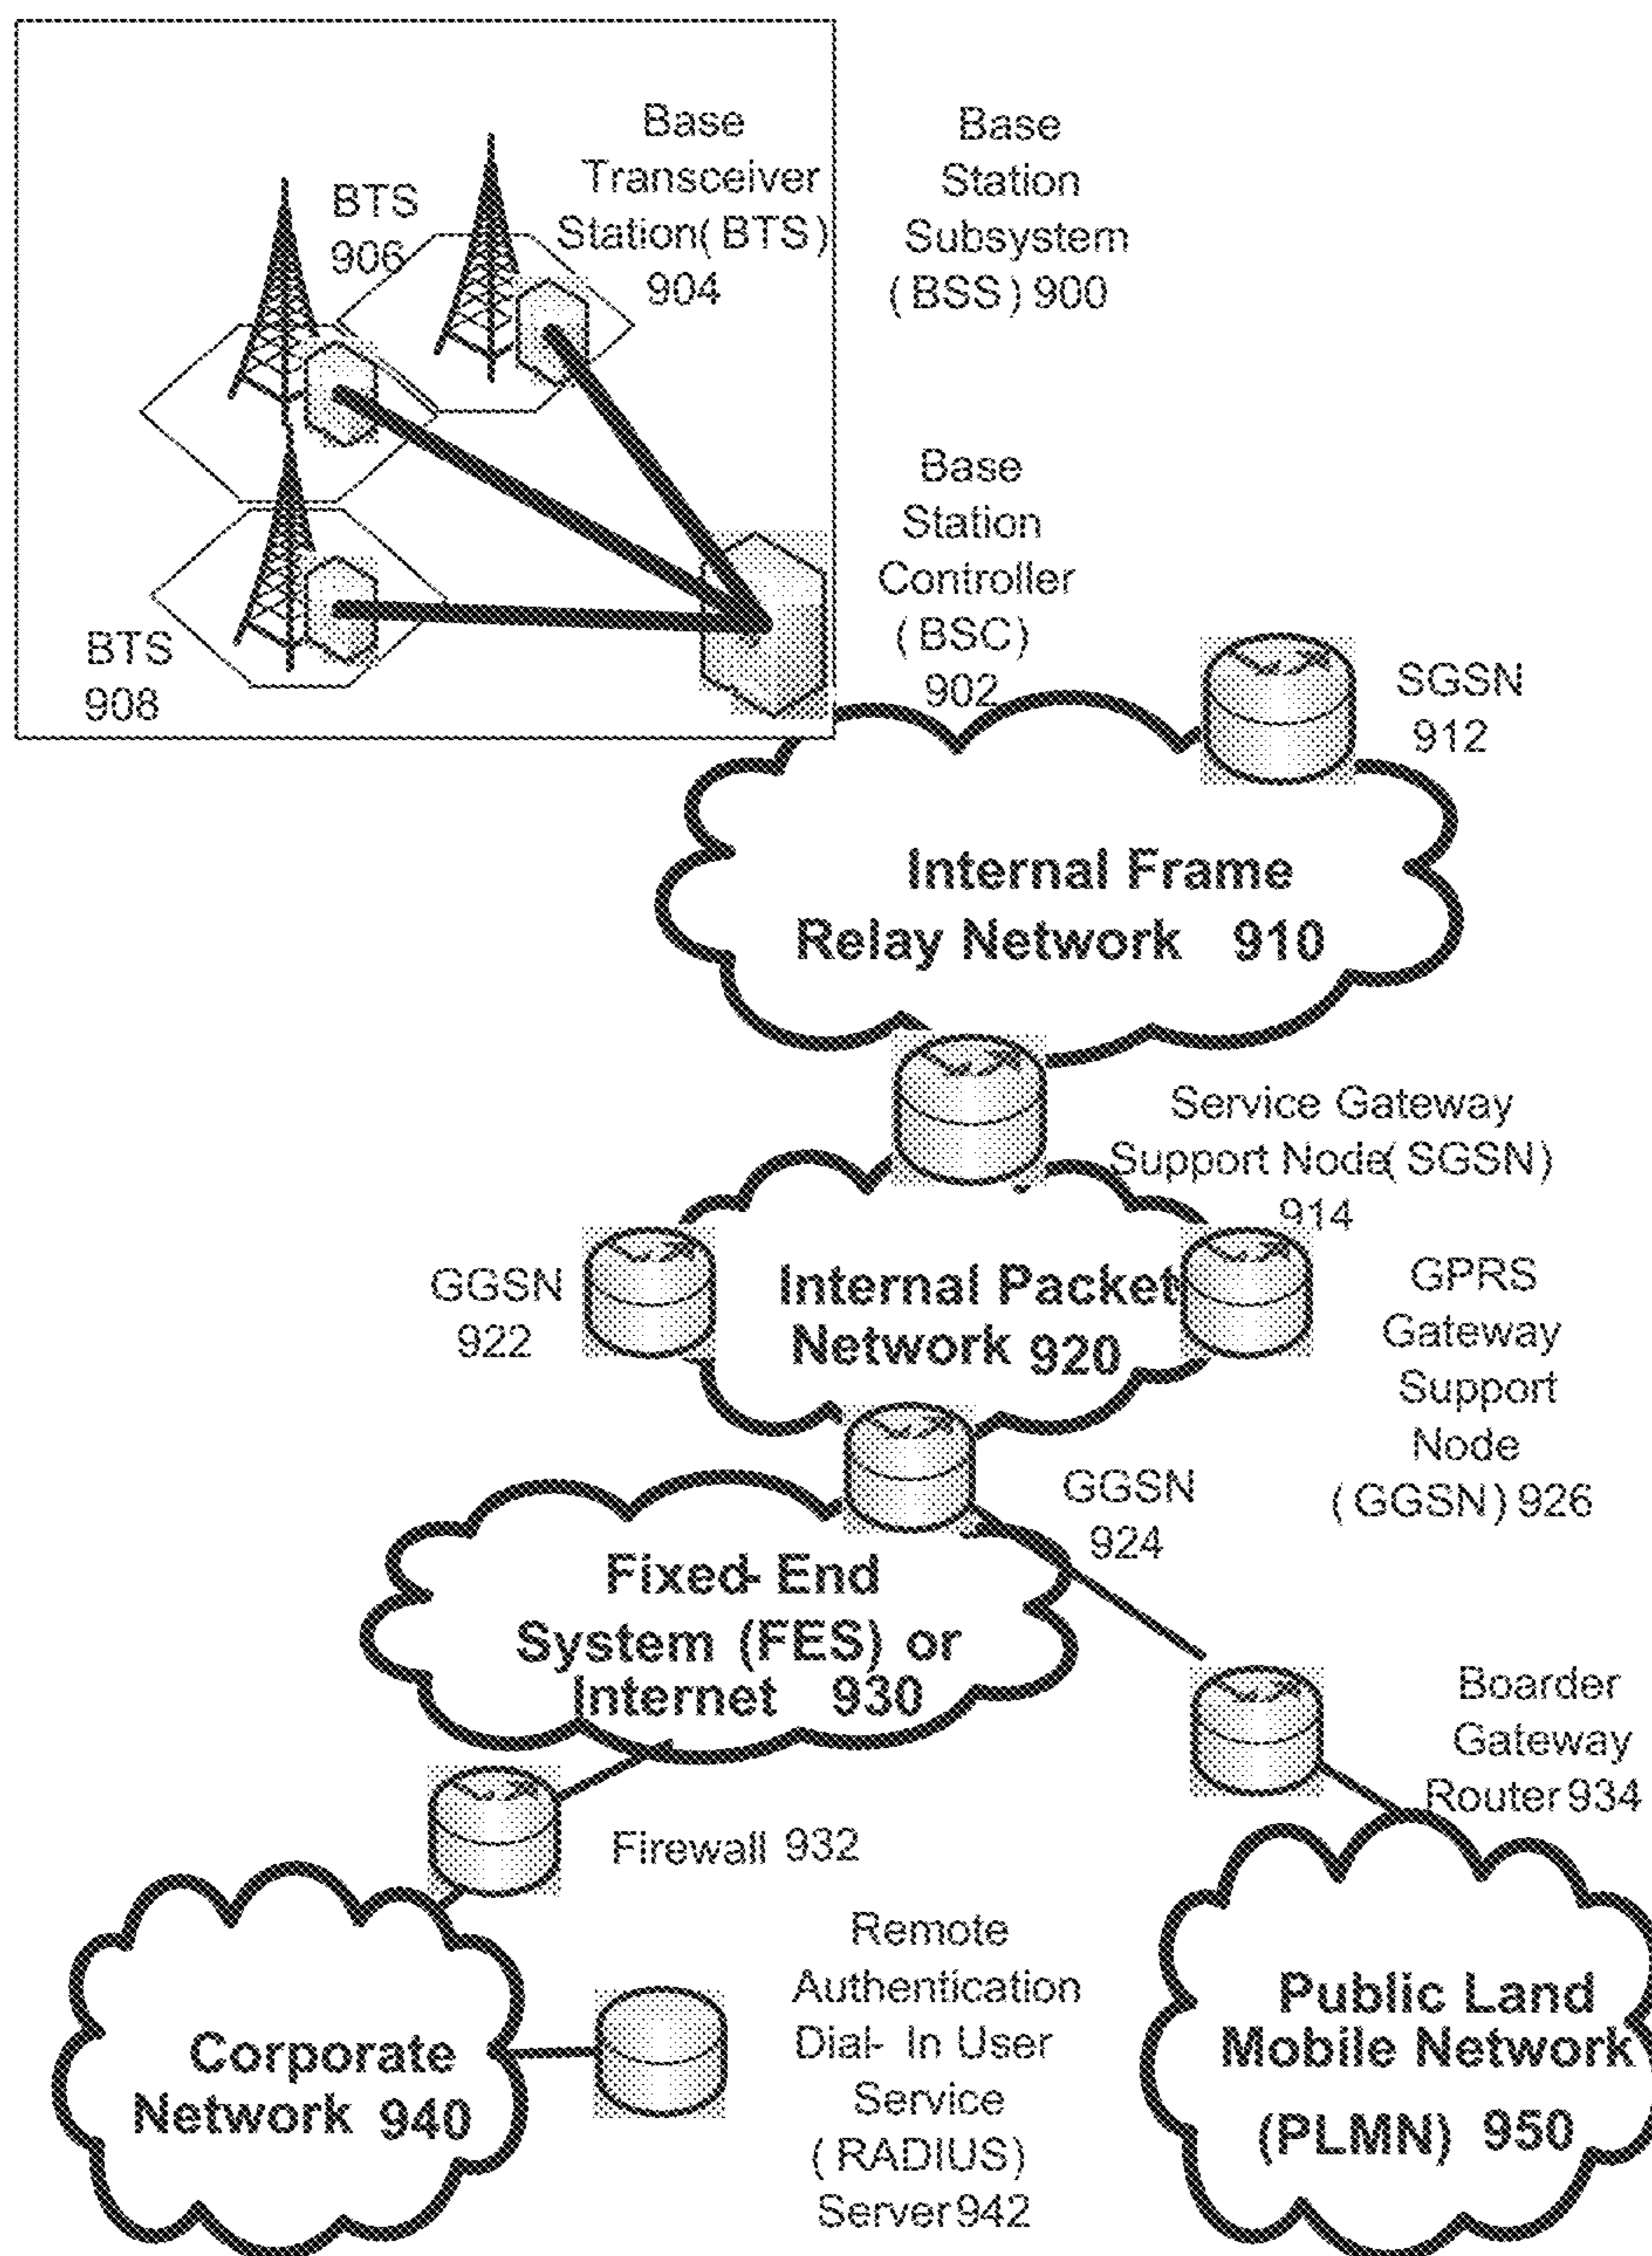 BTS
906
Base
Transceiver
Station( BTS )
904
Base
Station
Subsystem
( BSS ) 900
Base
Station
Controller
( BSC)
902
BTS
908
SGSN
912
Internal Frame
Relay Network 910
Service Gateway
Support Node( SGSN)
914
GGSN
922
Internal Packet
Network 920
GPRS
Gateway
Support
Node
( GGSN) 926
GGSN
924
Fixed- End
System (FES) or
Internet 930
Boarder
Gateway
Router 934
Firewall 932
Corporate
Network 940
Remote
Authentication
Dial- In User
Service
( RADIUS)
Server 942
Public Land
Mobile Network
(PLMN) 950